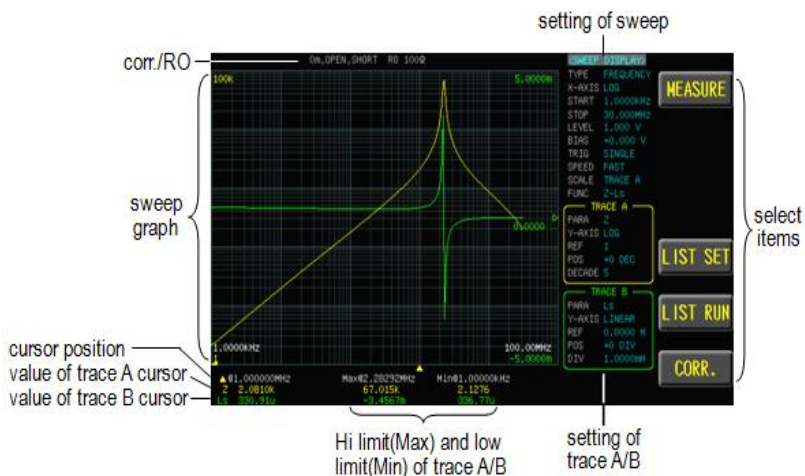 setting of sweep
corr./RO
0m,OPEN,SHORT RO 100Ω
<SWEEP DISPLAY>
100k
5.0000m
TYPE FREQUENCY
X-AXIS LOG
START 1.0000kHz
STOP 30.000MHz
LEVEL 1.000 V
BIAS +0.000 V
TRIG SINGLE
SPEED FAST
SCALE TRACE A
FUNC Z-Ls
MEASURE
sweep
graph
select
items
TRACE A
PARA Z
Y-AXIS LOG
REF 1
POS +0 DEC
DECADE 5
0.0000
LIST SET
TRACE B
PARA Ls
Y-AXIS LINEAR
REF 0.0000 H
POS +0 DIV
DIV 1.0000mH
LIST RUN
1
1.0000kHz
100.00MHz
-5.0000m
CORR.
cursor position
value of trace A cursor
value of trace B cursor
▲@1.000000MHz Max@2.28292MHz Min@1.00000kHz
Z 2.0810k 67.015k 2.1276
Ls 330.91u -3.4567m 336.77u
Hi limit(Max) and low
limit(Min) of trace A/B
setting of
trace A/B